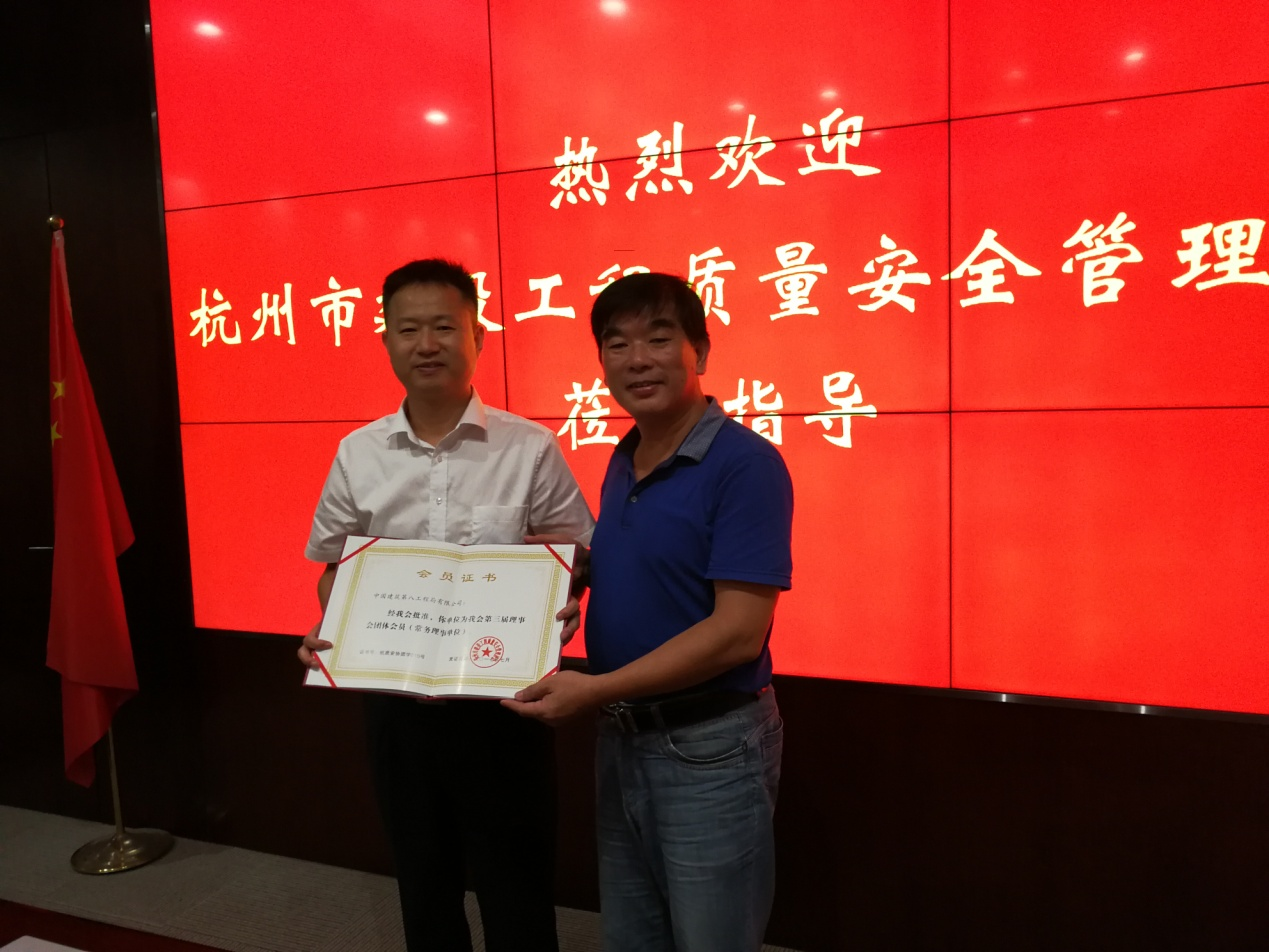 热烈欢迎
杭州市建设工程质量安全管理
莅 指导
会员证书
中国建筑第八工程局有限公司:
经我会批准,你单位为我会第三届理事
会团体会员(常务理事单位)